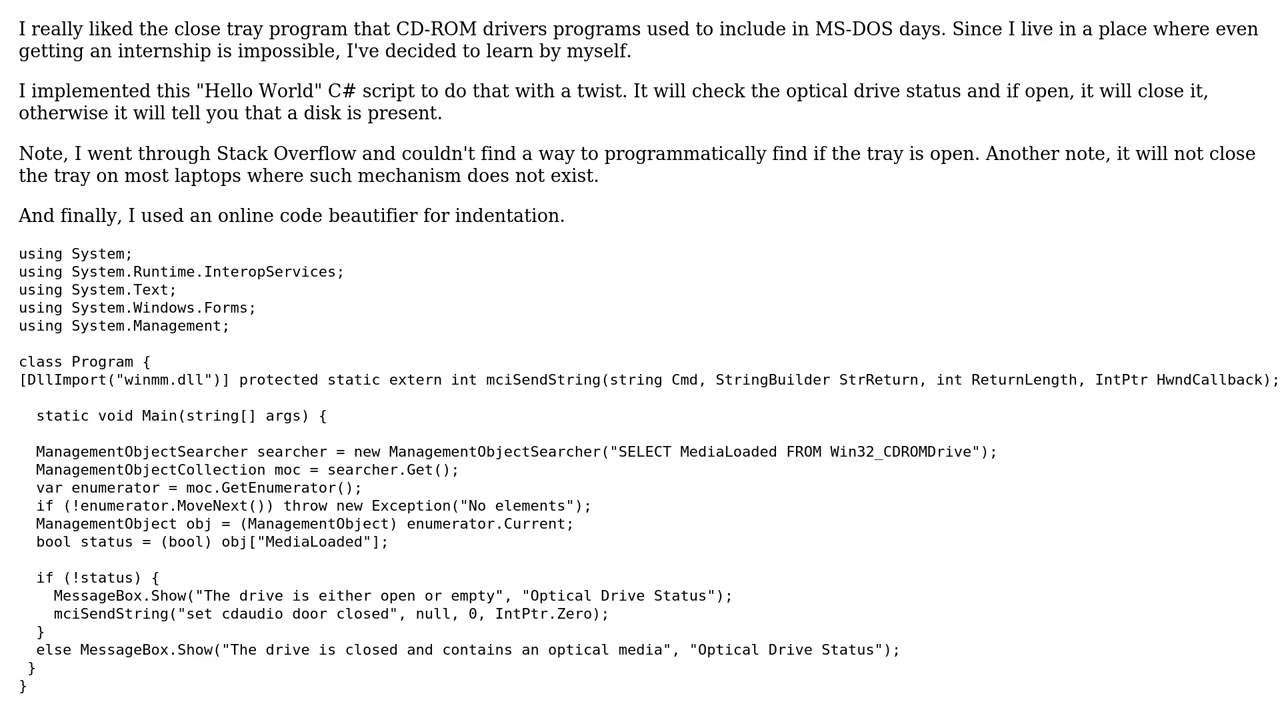 I really liked the close tray program that CD-ROM drivers programs used to include in MS-DOS days. Since I live in a place where even
getting an internship is impossible, I've decided to learn by myself.

I implemented this "Hello World" C# script to do that with a twist. It will check the optical drive status and if open, it will close it,
otherwise it will tell you that a disk is present.

Note, I went through Stack Overflow and couldn't find a way to programmatically find if the tray is open. Another note, it will not close
the tray on most laptops where such mechanism does not exist.

And finally, I used an online code beautifier for indentation.

using System;
using System.Runtime.InteropServices;
using System.Text;
using System.Windows.Forms;
using System.Management;

class Program {
[DllImport("winmm.dll")] protected static extern int mciSendString(string Cmd, StringBuilder StrReturn, int ReturnLength, IntPtr HwndCallback);

  static void Main(string[] args) {

  ManagementObjectSearcher searcher = new ManagementObjectSearcher("SELECT MediaLoaded FROM Win32_CDROMDrive");
  ManagementObjectCollection moc = searcher.Get();
  var enumerator = moc.GetEnumerator();
  if (!enumerator.MoveNext()) throw new Exception("No elements");
  ManagementObject obj = (ManagementObject) enumerator.Current;
  bool status = (bool) obj["MediaLoaded"];

  if (!status) {
    MessageBox.Show("The drive is either open or empty", "Optical Drive Status");
    mciSendString("set cdaudio door closed", null, 0, IntPtr.Zero);
  }
  else MessageBox.Show("The drive is closed and contains an optical media", "Optical Drive Status");
 }
}